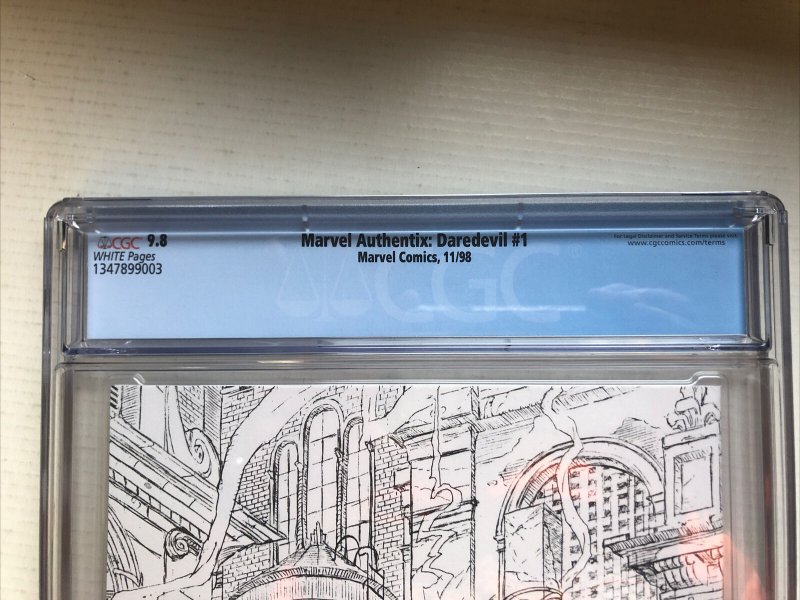 CGC 9.8
WHITE Pages
1347899003
Marvel Authentix: Daredevil #1
Marvel Comics, 11/98
For Legal Disclaimer and Service Terms please visit
www.cgccomics.com/terms
CGC